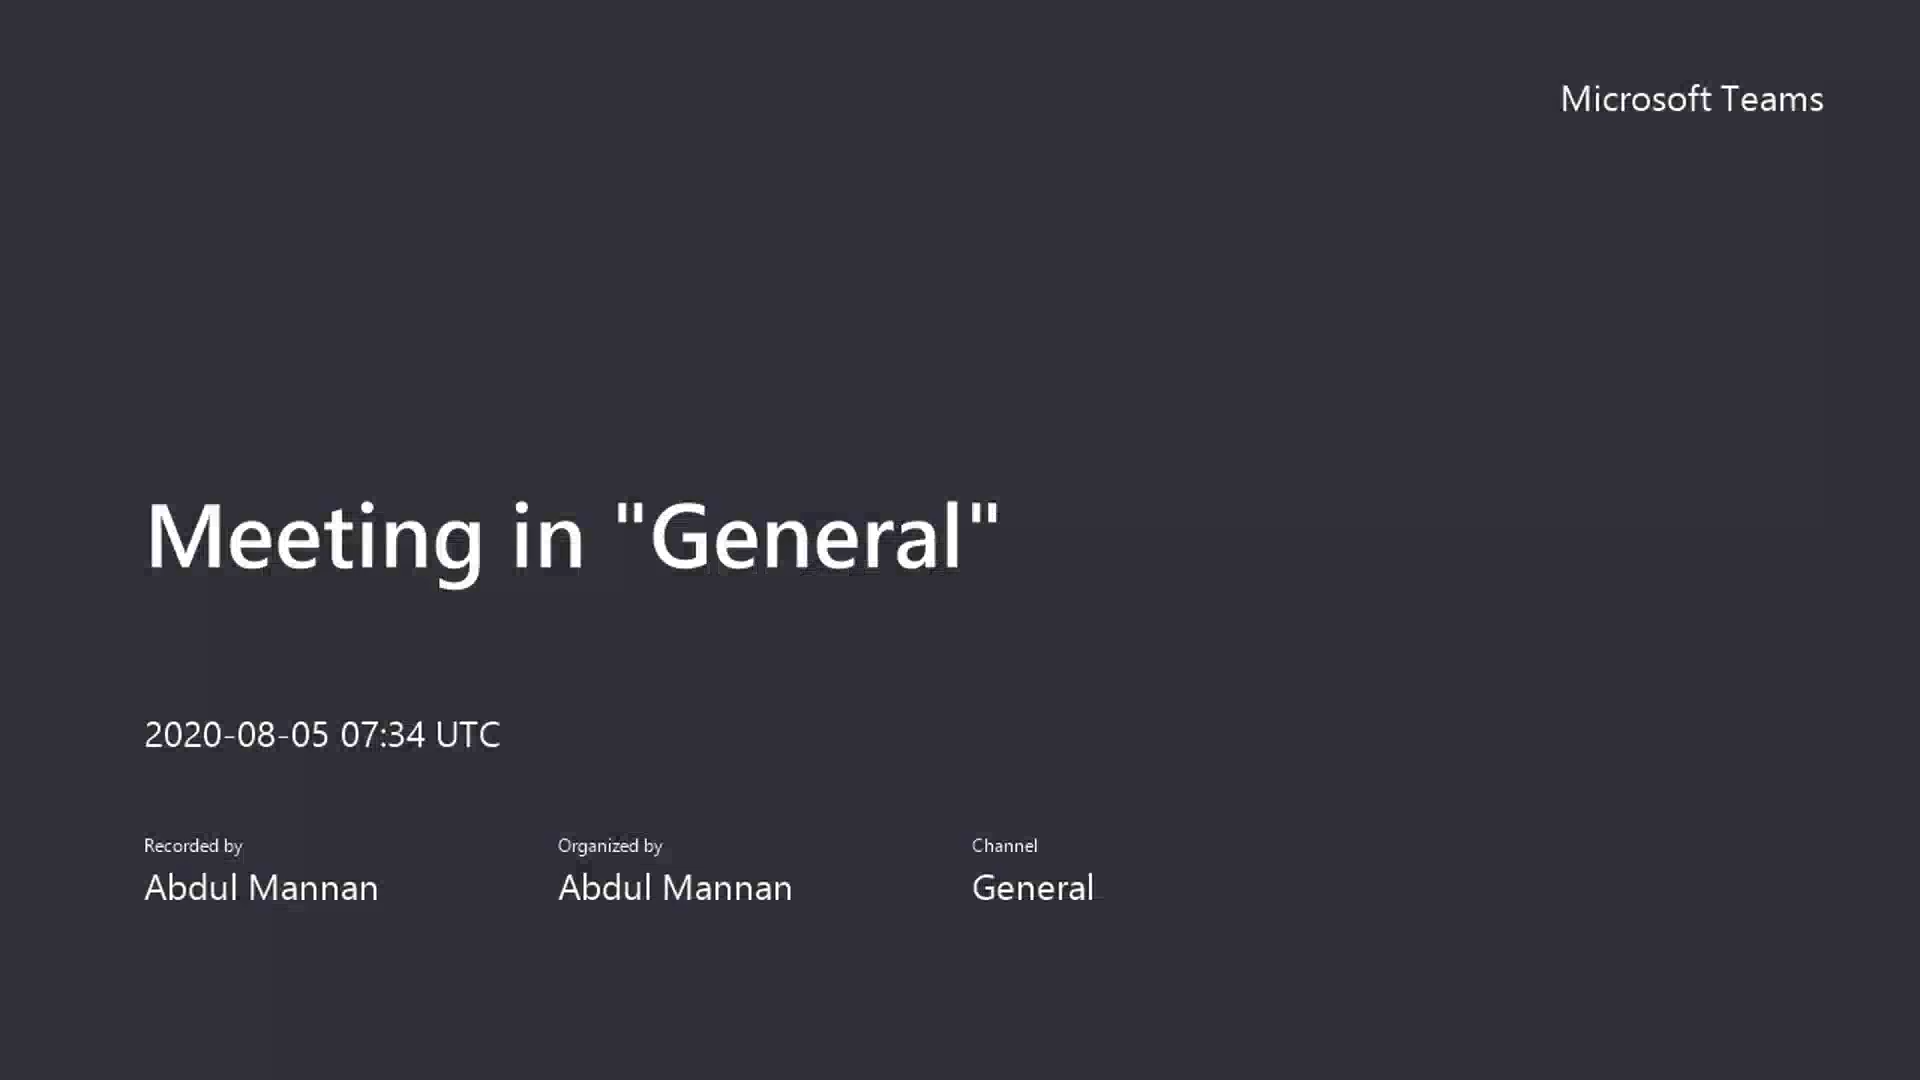 Microsoft Teams
Meeting in "General"
2020-08-05 07:34 UTC
Recorded by
Abdul Mannan
Organized by
Abdul Mannan
Channel
General